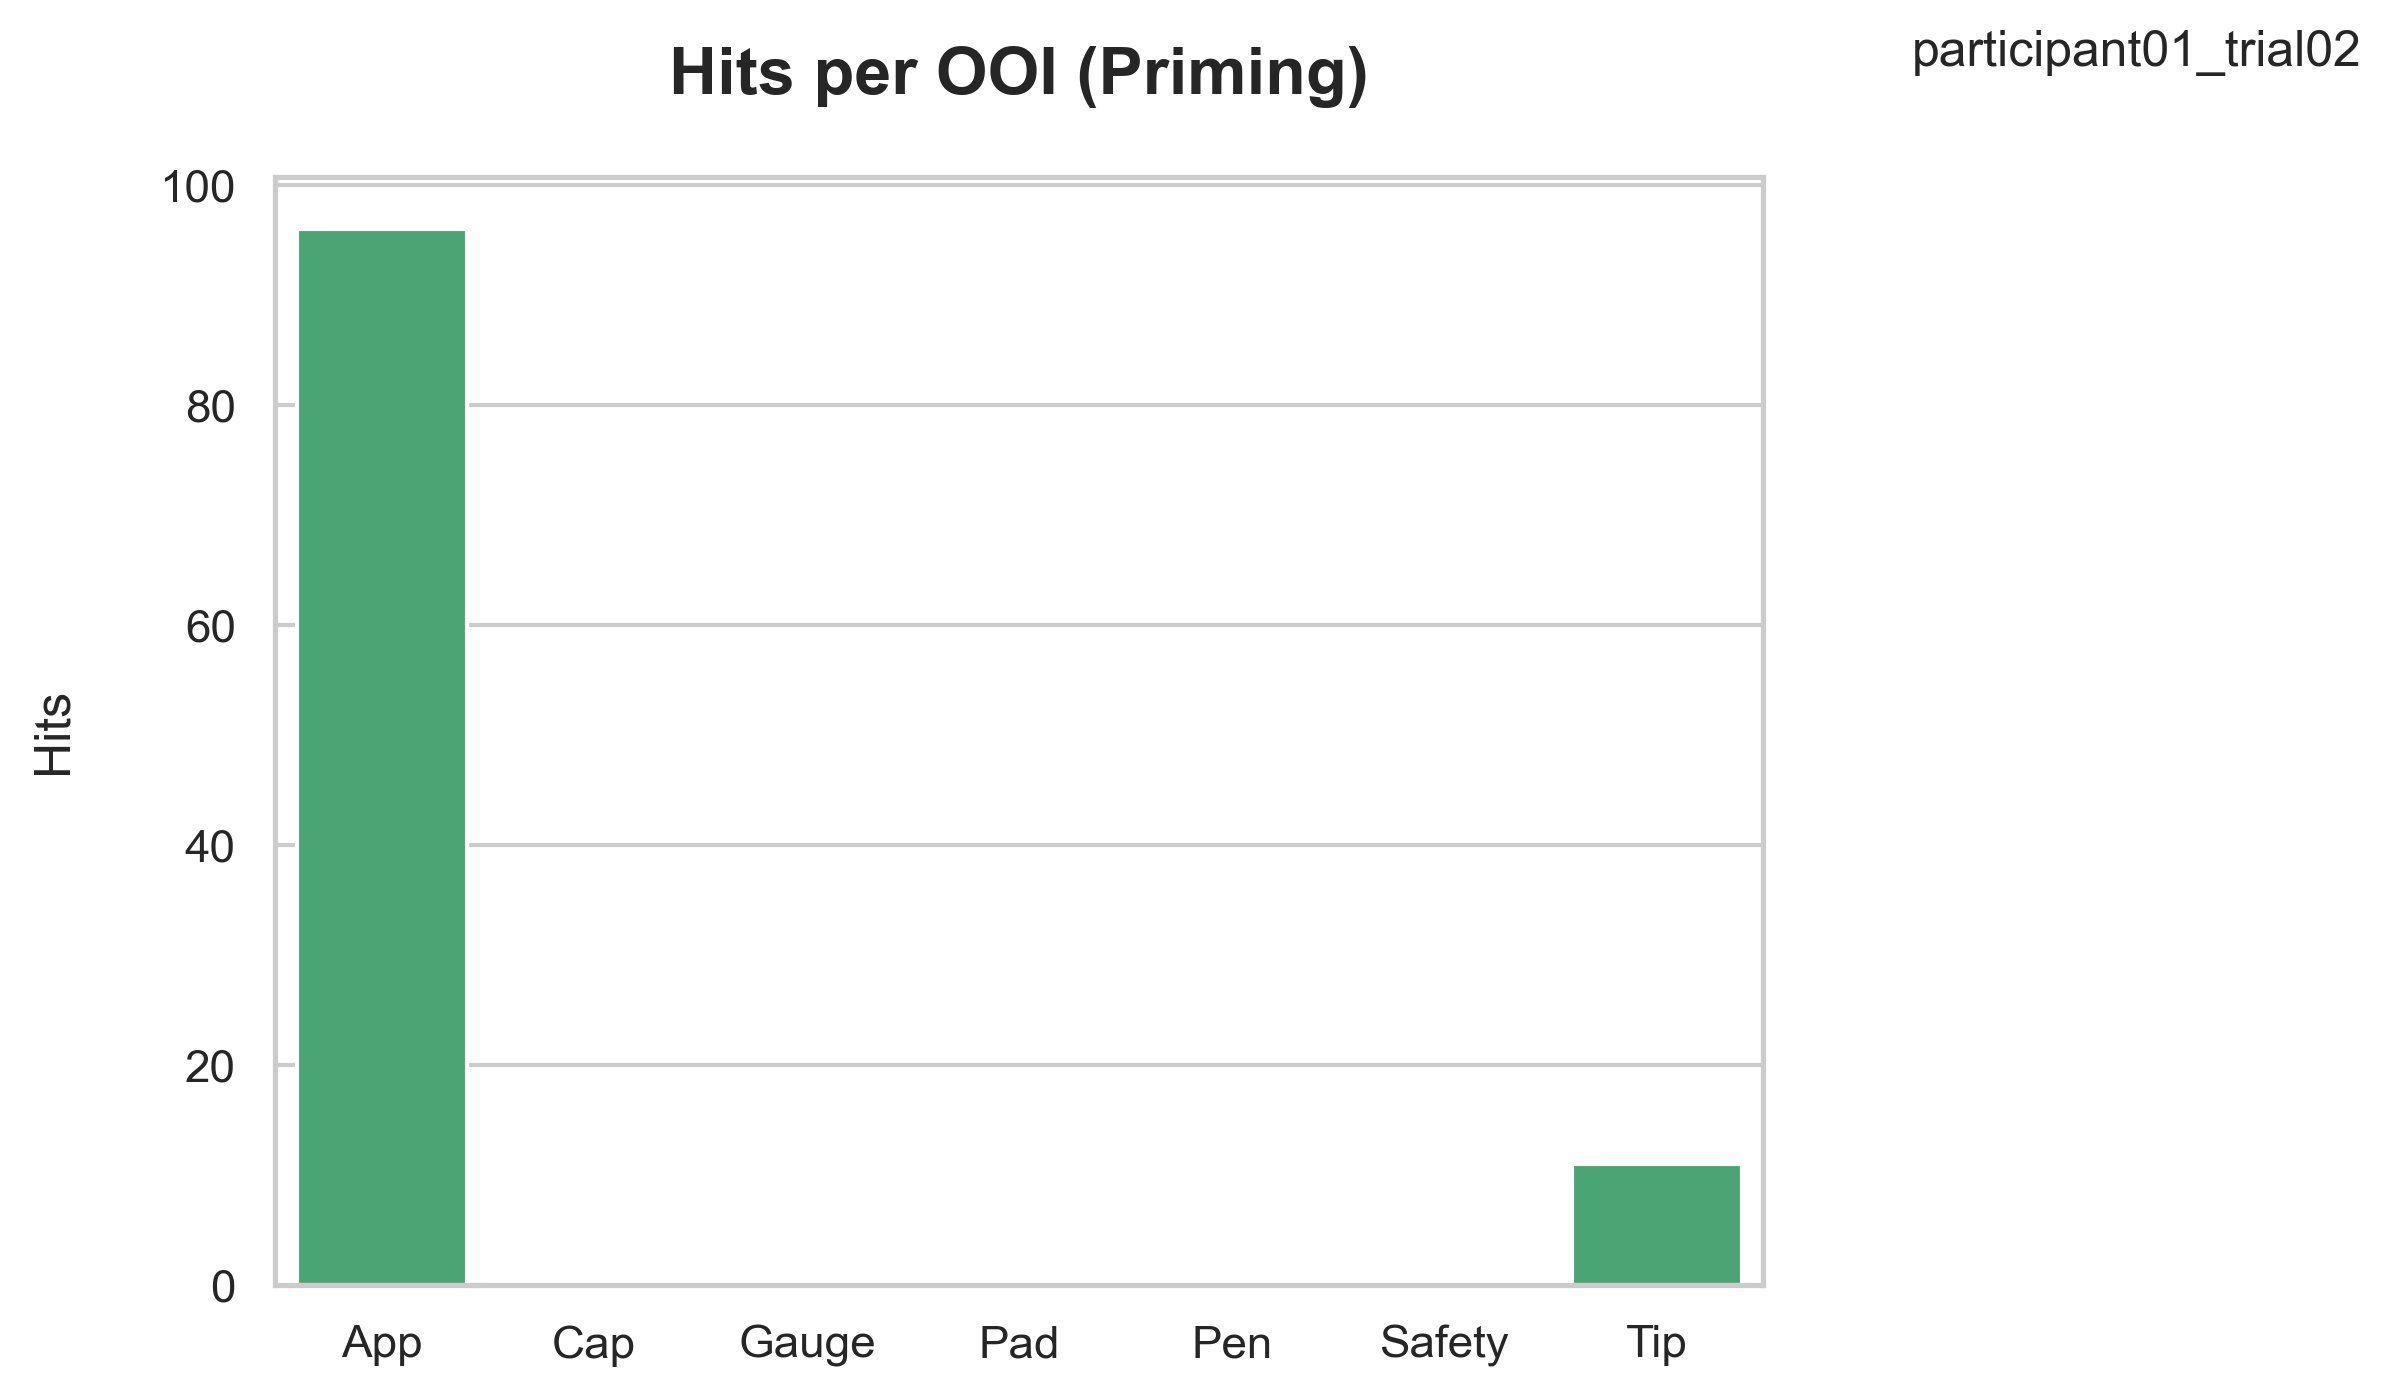 participant01_trial02
Hits per OOI (Priming)
100
80
60
40
20
0
Hits
App Cap Gauge Pad Pen Safety Tip